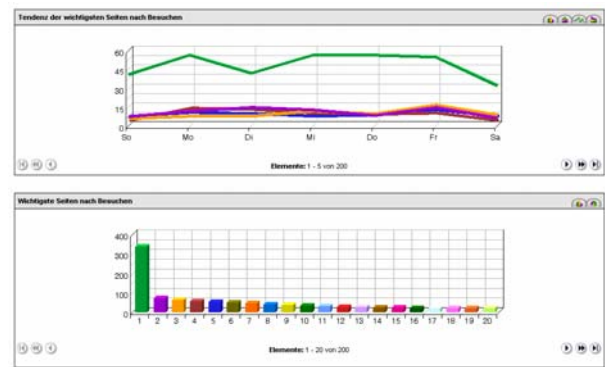 Tendenz der wichtigsten Seiten nach Besuchen
60
45
30
15
0
So Mo Di Mi Do Fr Sa
Elemente: 1 - 5 von 200
Wichtigste Seiten nach Besuchen
400
300
200
100
0
1 2 3 4 5 6 7 8 9 10 11 12 13 14 15 16 17 18 19 20
Elemente: 1 - 20 von 200